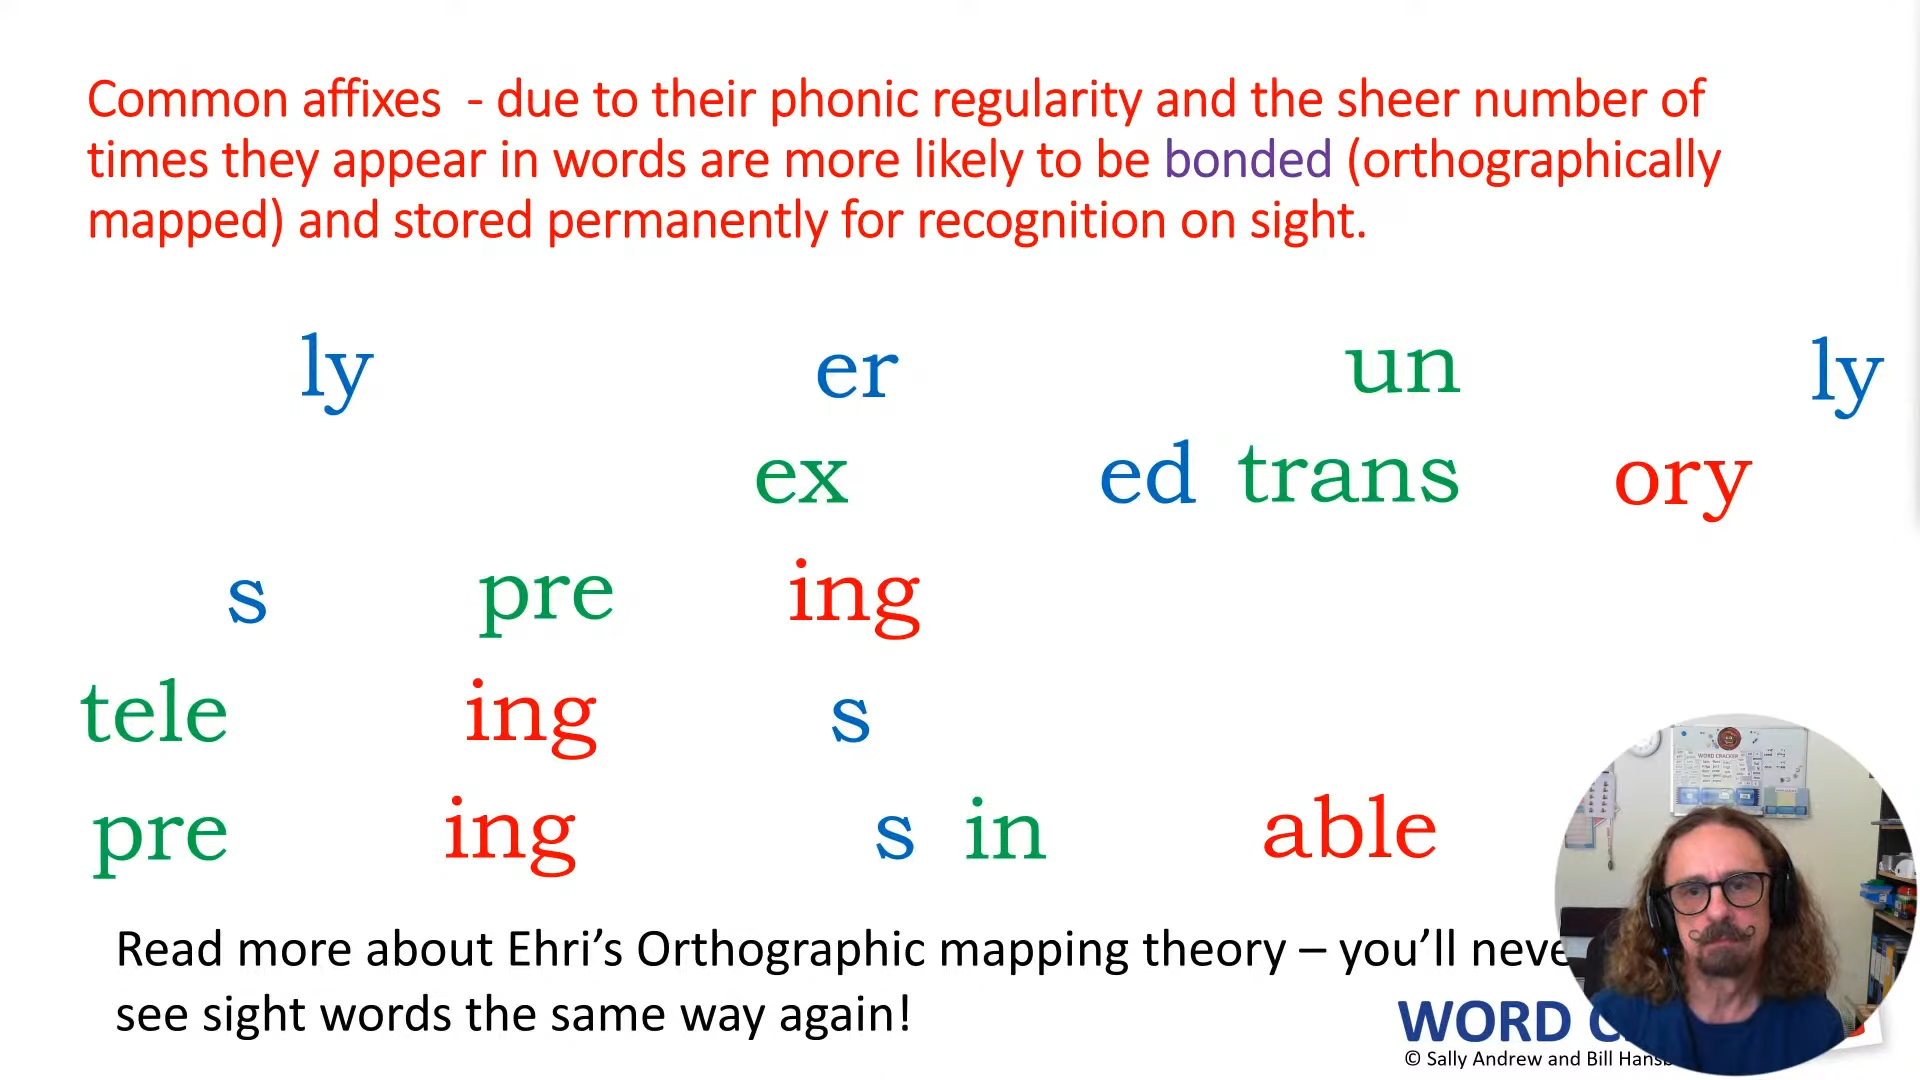 Common affixes - due to their phonic regularity and the sheer number of
times they appear in words are more likely to be bonded (orthographically
mapped) and stored permanently for recognition on sight.
ly er un ly
ex ed trans ory
s pre ing
tele ing s
pre ing s in able
WORD CRACKER
Read more about Ehri’s Orthographic mapping theory – you’ll
see sight words the same way again!
WORD
© Sally Andrew and Bill